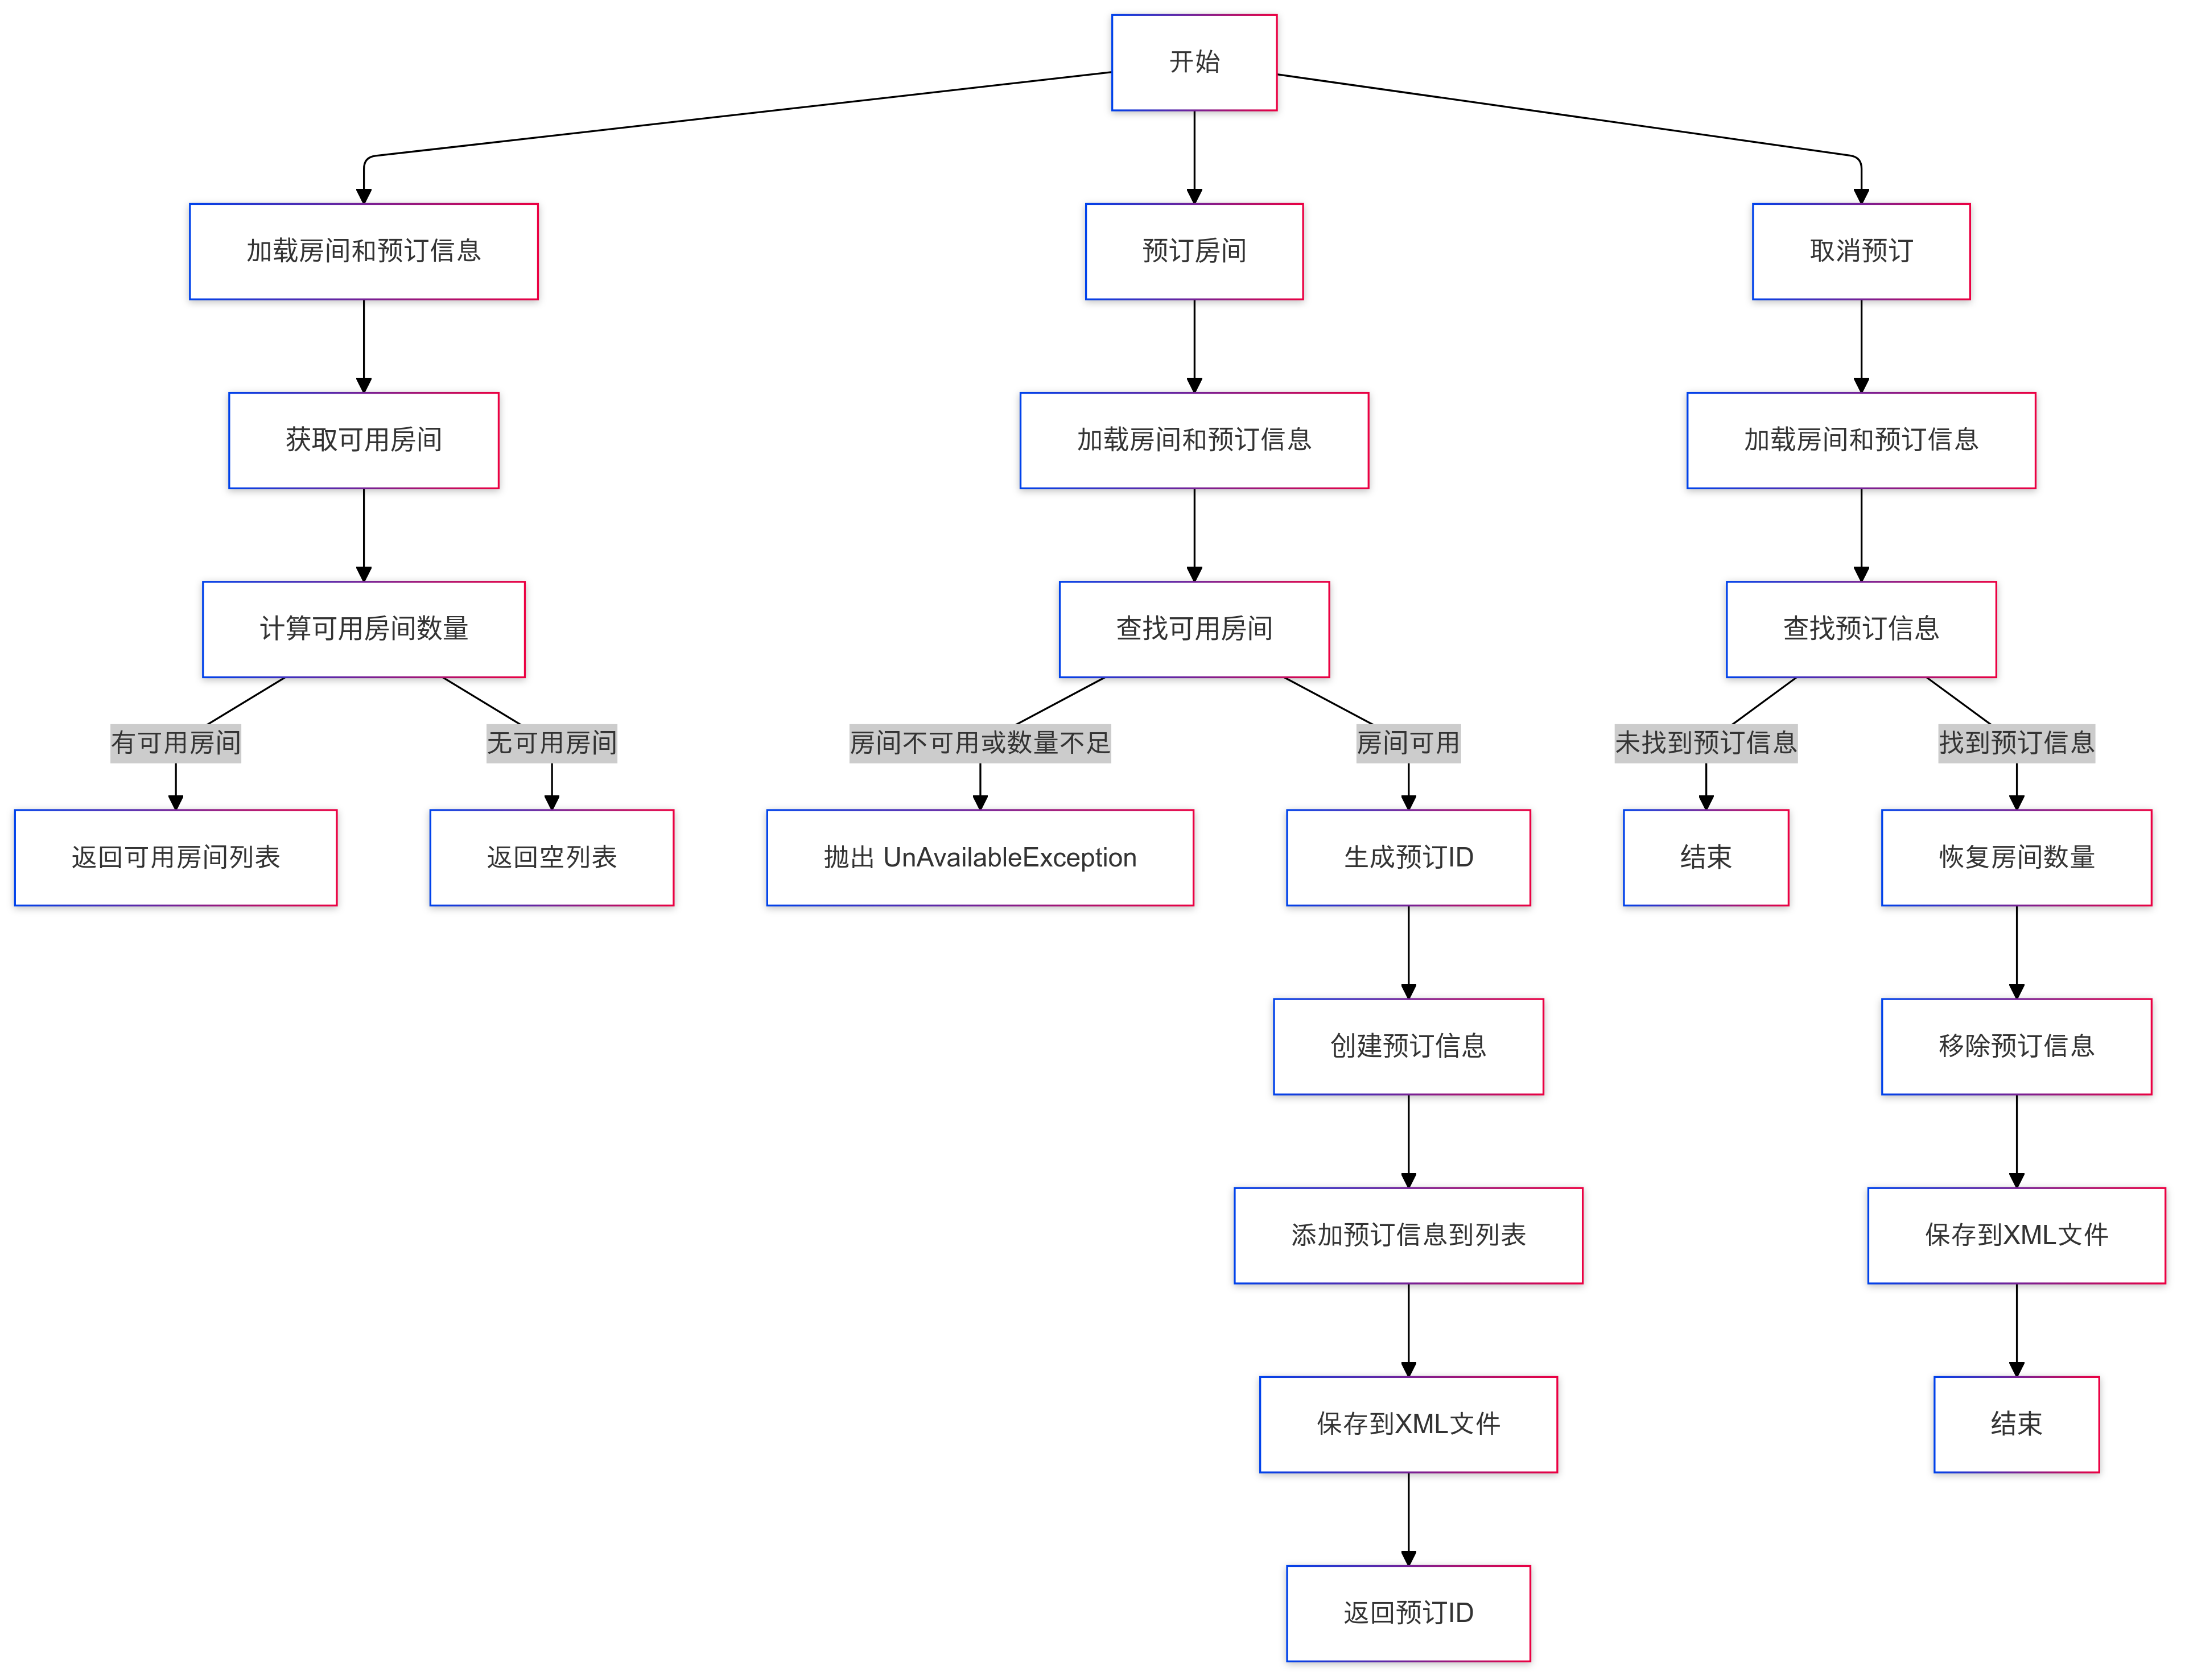 开始
加载房间和预订信息
预订房间
取消预订
获取可用房间
加载房间和预订信息
加载房间和预订信息
计算可用房间数量
查找可用房间
查找预订信息
有可用房间
无可用房间
房间不可用或数量不足
房间可用
未找到预订信息
找到预订信息
返回可用房间列表
返回空列表
抛出 UnAvailableException
生成预订ID
结束
恢复房间数量
创建预订信息
移除预订信息
添加预订信息到列表
保存到XML文件
保存到XML文件
结束
返回预订ID